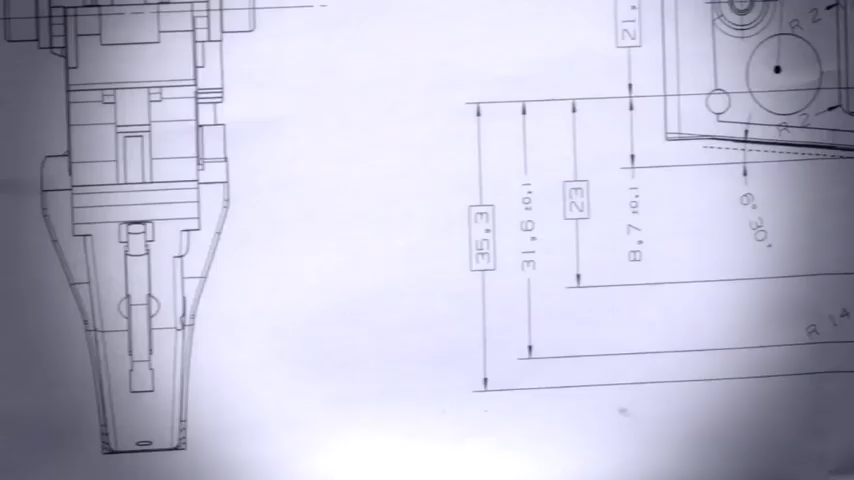 21,
R 2
R 2
35,3
31,6 ±0,1
23
8,7 ±0,1
6° 30'
R 14